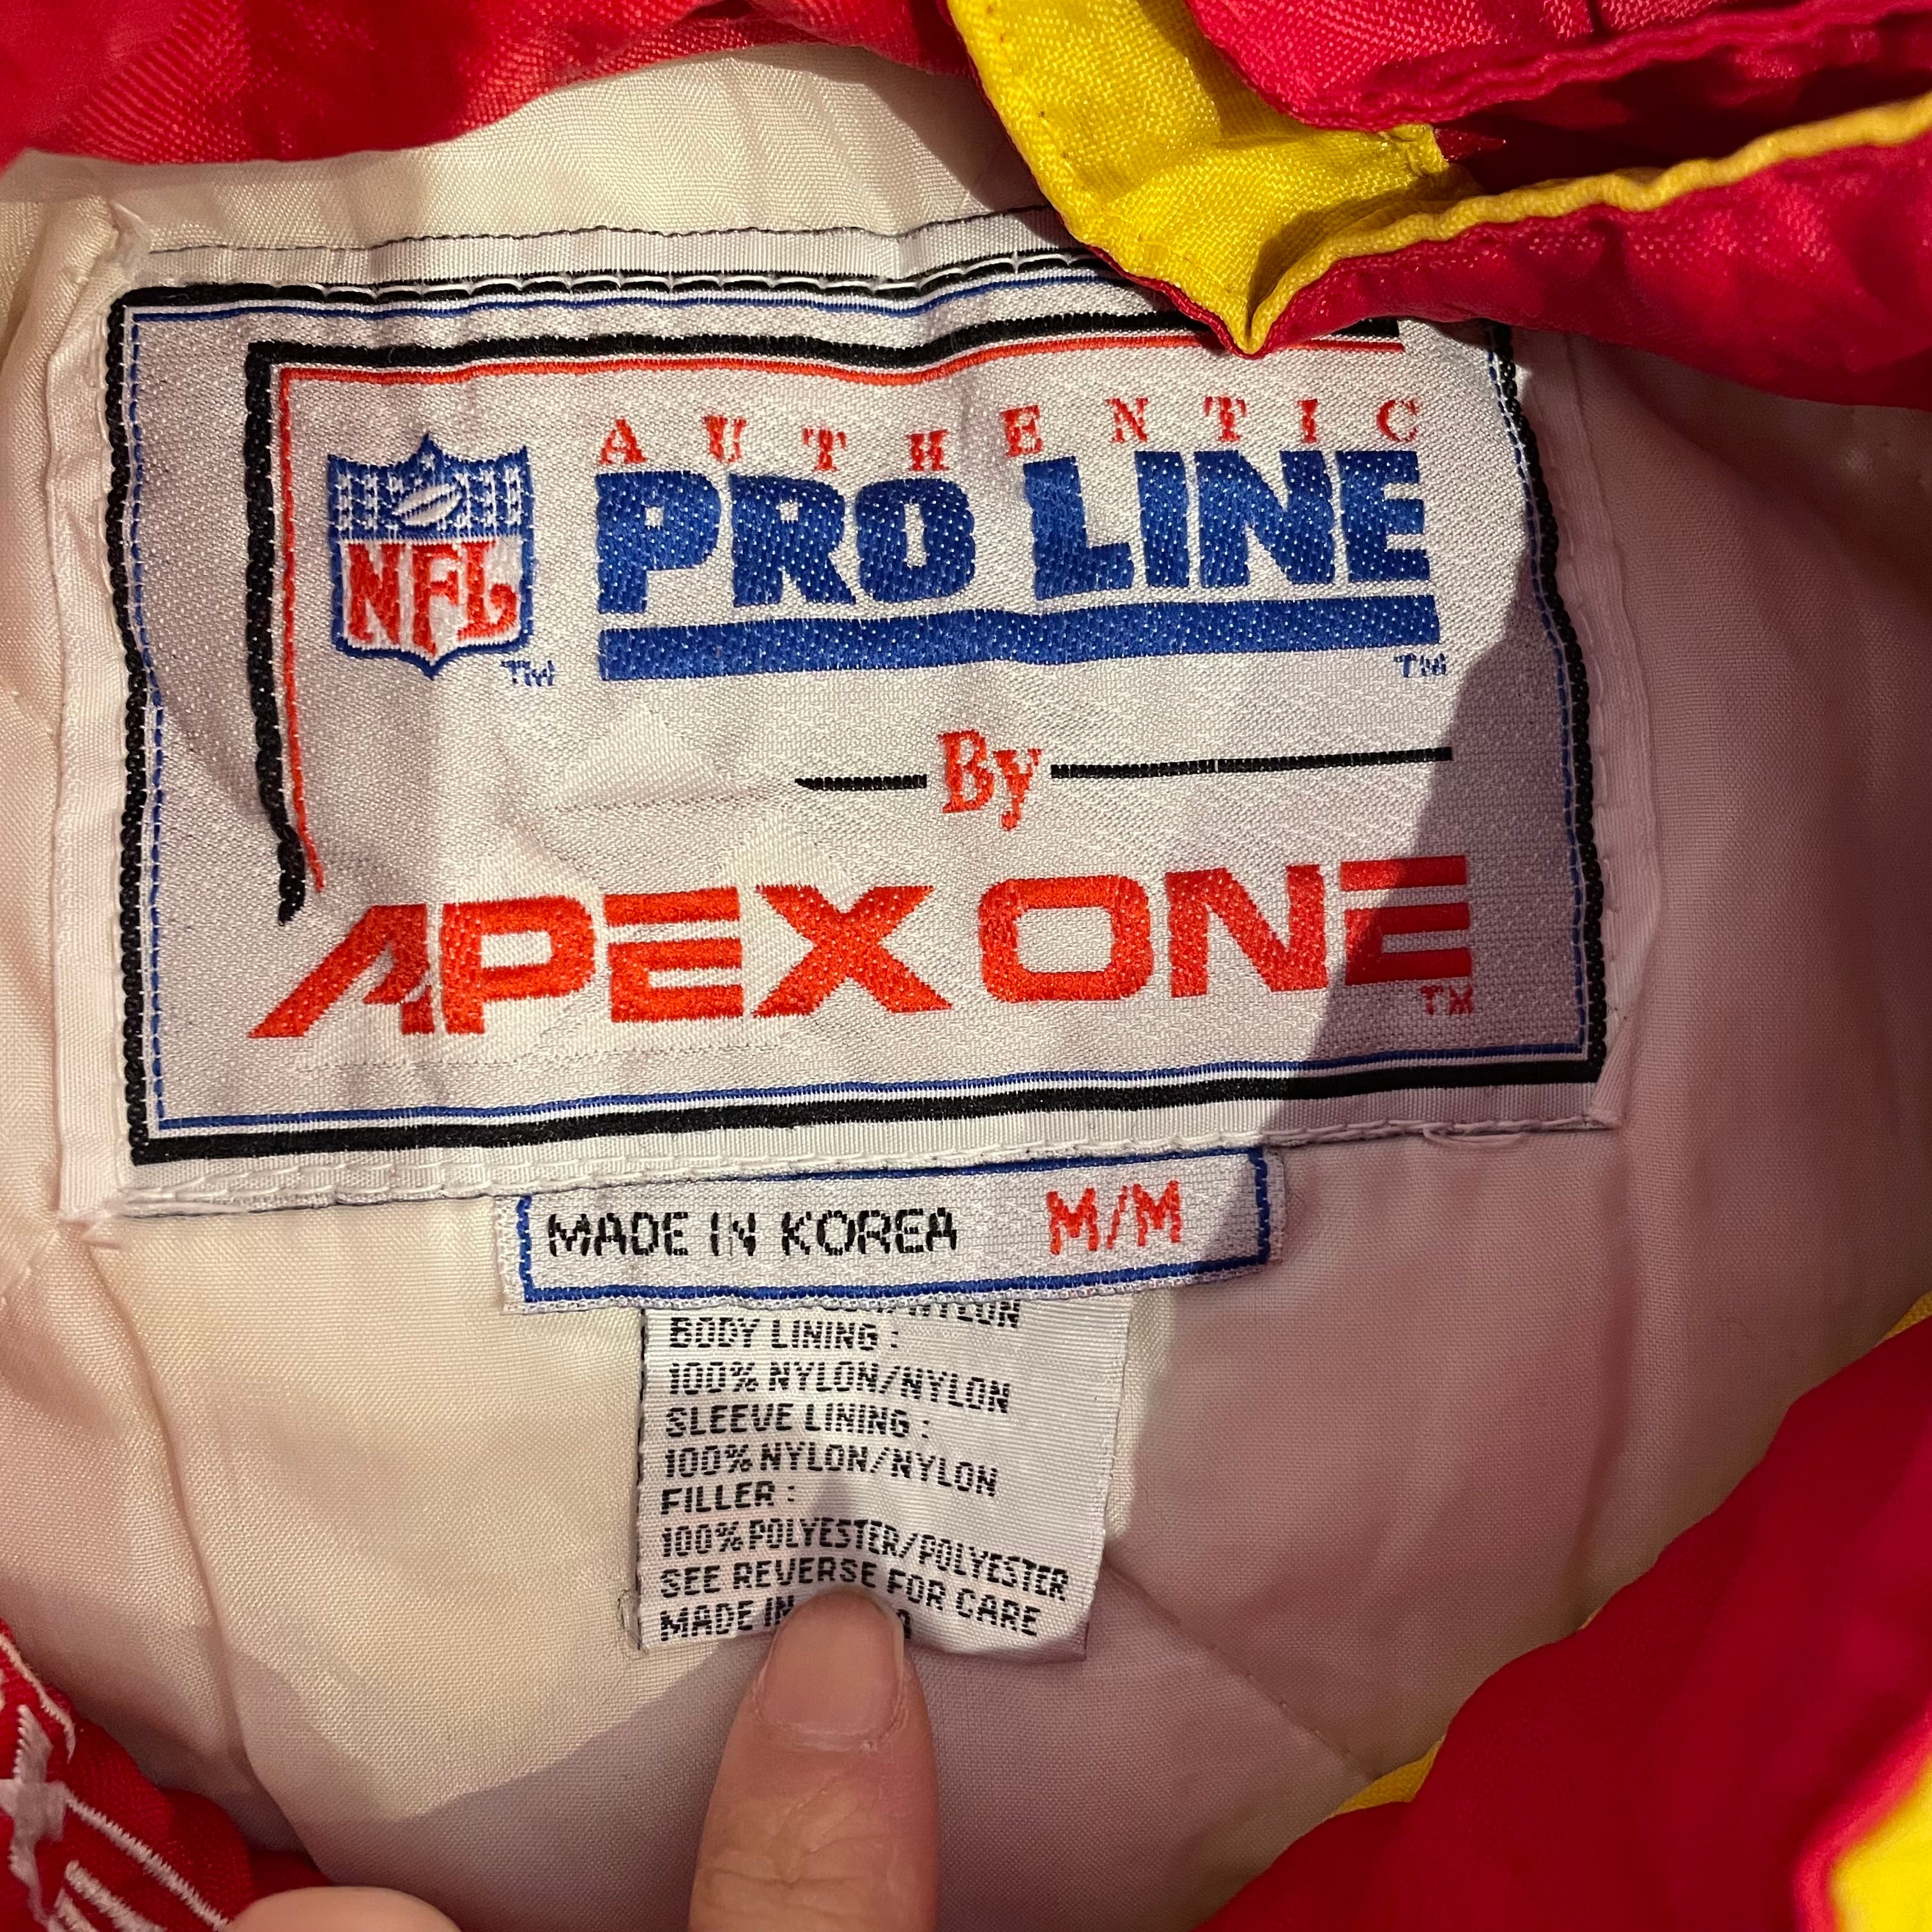 AUTHENTIC
NFL PRO LINE
TM TM
By
APEX ONE
TM
MADE IN KOREA M/M
NYLON
BODY LINING :
100% NYLON/NYLON
SLEEVE LINING :
100% NYLON/NYLON
FILLER :
100% POLYESTER/POLYESTER
SEE REVERSE FOR CARE
MADE IN